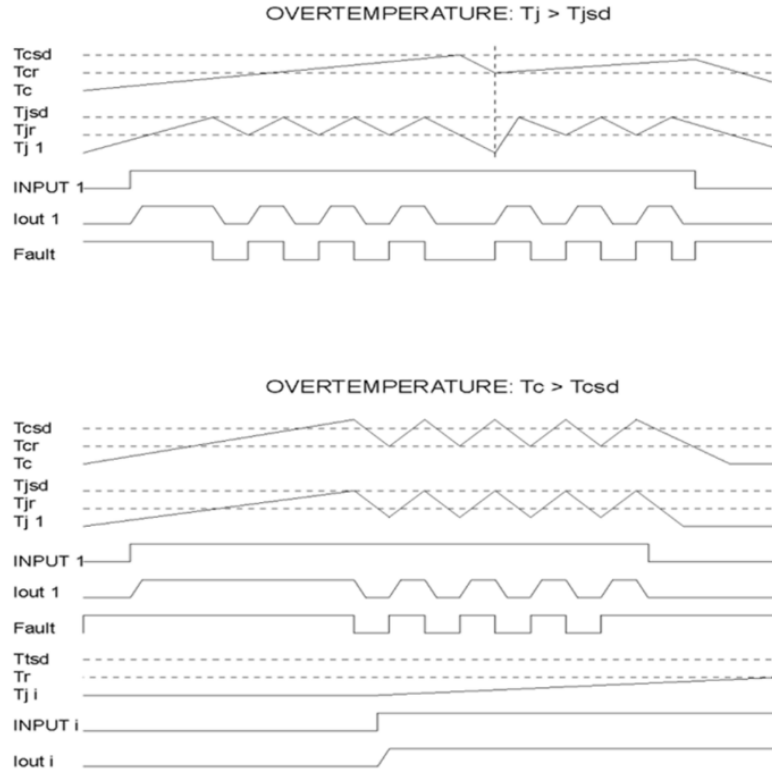 OVERTEMPERATURE: Tj > Tjsd
Tcsd
Tcr
Tc
Tjsd
Tjr
Tj 1
INPUT 1
Iout 1
Fault
OVERTEMPERATURE: Tc > Tcsd
Tcsd
Tcr
Tc
Tjsd
Tjr
Tj 1
INPUT 1
Iout 1
Fault
Ttsd
Tr
Tj i
INPUT i
Iout i